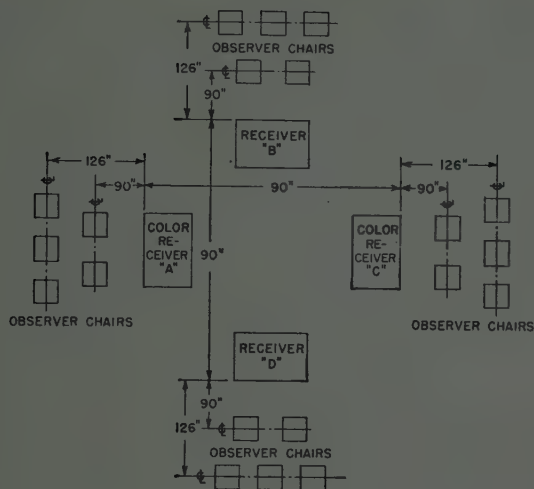 ℄
OBSERVER CHAIRS
126"
℄
90"
RECEIVER
"B"
126"
126"
90"
90"
90"
COLOR
RE-
CEIVER
"A"
COLOR
RE-
CEIVER
"C"
90"
OBSERVER CHAIRS
OBSERVER CHAIRS
RECEIVER
"D"
90"
℄
126"
OBSERVER CHAIRS
℄